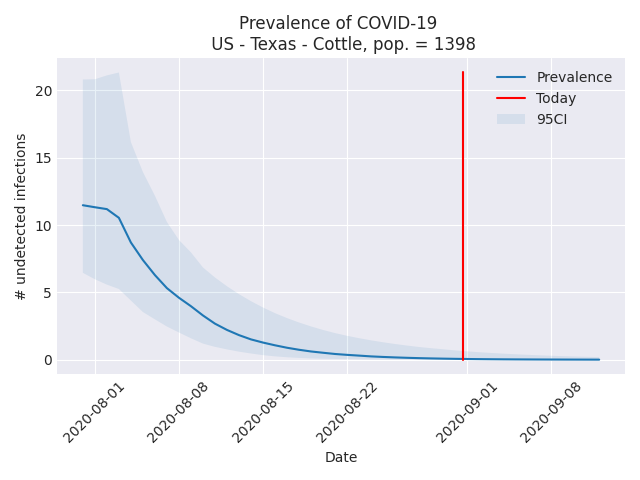 Prevalence of COVID-19
US - Texas - Cottle, pop. = 1398
Prevalence
Today
95CI
# undetected infections
20
15
10
5
0
2020-08-01
2020-08-08
2020-08-15
2020-08-22
2020-09-01
2020-09-08
Date